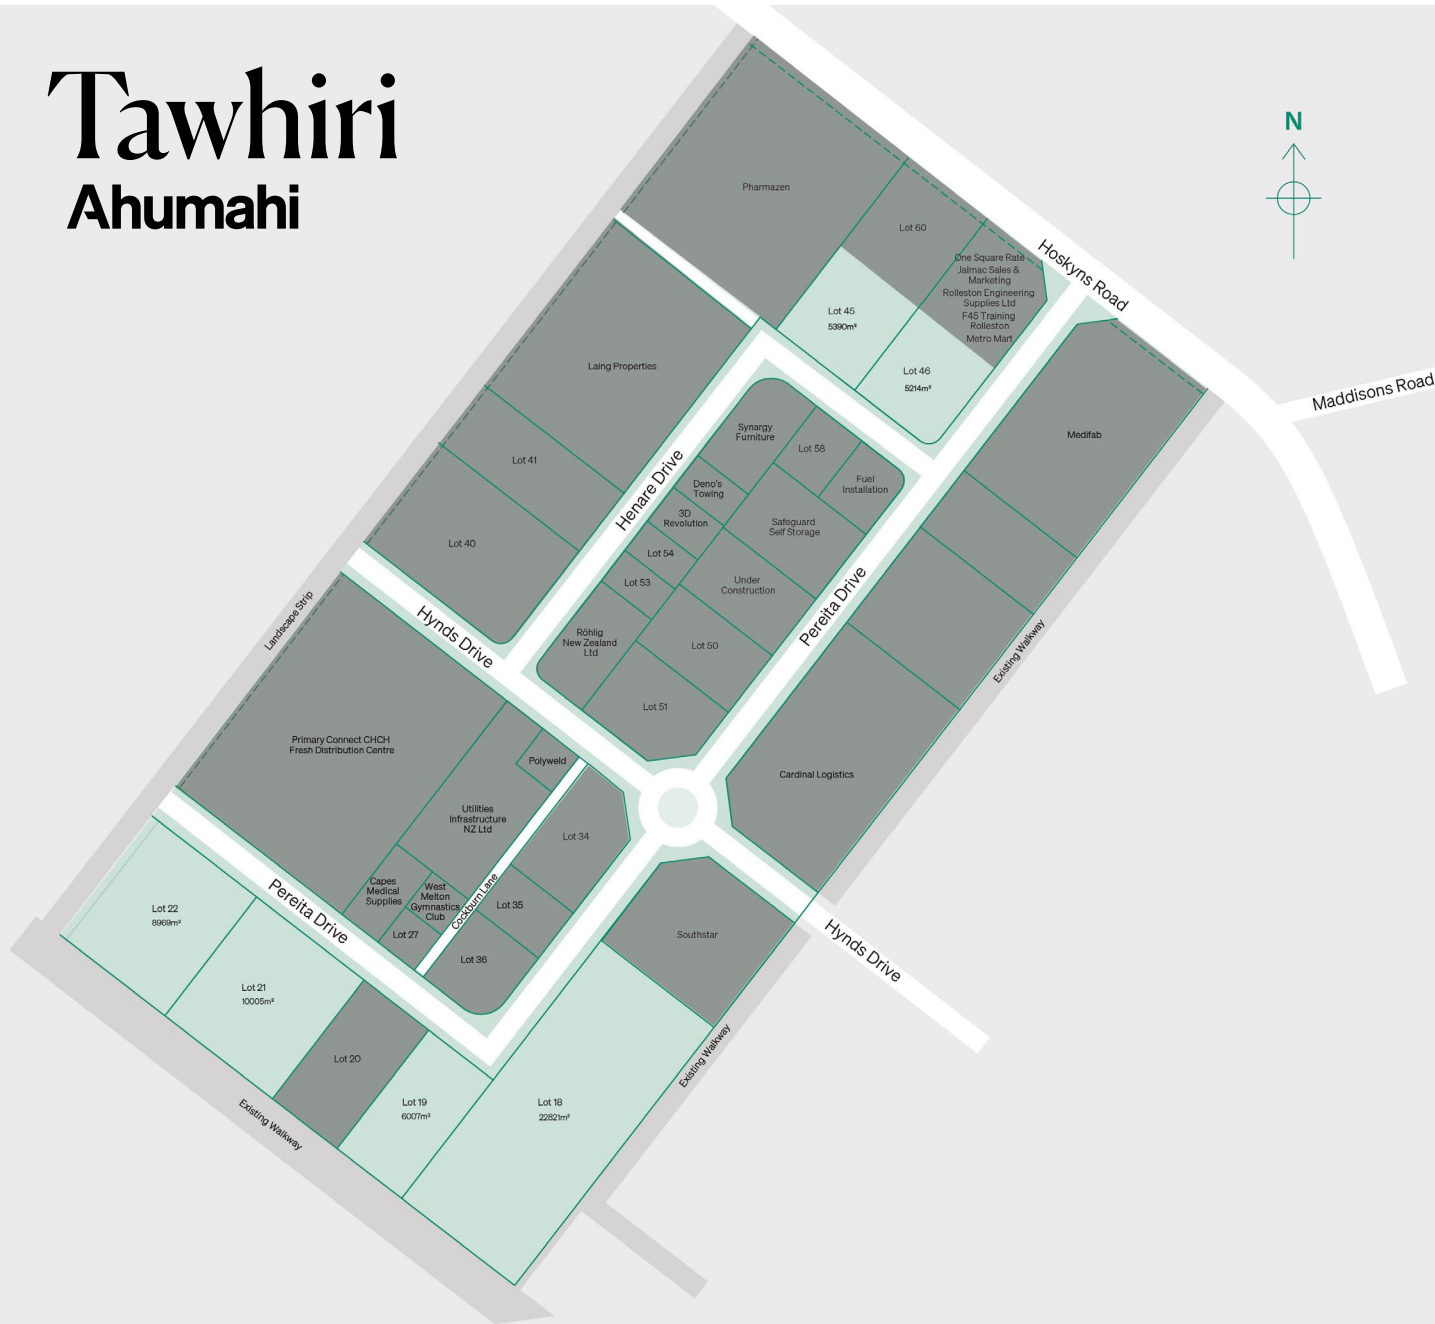 Tawhiri
Ahumahi
N
Hoskyns Road
Maddisons Road
Pharmazen
Lot 60
One Square Rate
Jalmac Sales &
Marketing
Rolleston Engineering
Supplies Ltd
F45 Training
Rolleston
Metro Mart
Lot 45
5390m²
Lot 46
5214m²
Laing Properties
Lot 41
Lot 40
Henare Drive
Synargy
Furniture
Lot 58
Fuel
Installation
Deno's
Towing
3D
Revolution
Safeguard
Self Storage
Lot 54
Lot 53
Under
Construction
Röhlig
New Zealand
Ltd
Lot 50
Lot 51
Pereita Drive
Medifab
Existing Walkway
Cardinal Logistics
Landscape Strip
Hynds Drive
Primary Connect CHCH
Fresh Distribution Centre
Polyweld
Utilities
Infrastructure
NZ Ltd
Lot 34
Capes
Medical
Supplies
West
Melton
Gymnastics
Club
Cockburn Lane
Lot 35
Lot 27
Lot 36
Pereita Drive
Southstar
Hynds Drive
Lot 22
8969m²
Lot 21
10005m²
Lot 20
Lot 19
6007m²
Lot 18
22821m²
Existing Walkway
Existing Walkway